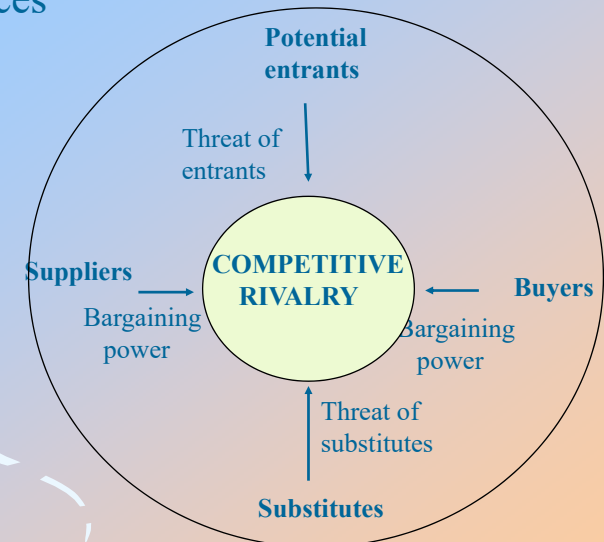 Potential
entrants
Threat of
entrants
Suppliers
COMPETITIVE
RIVALRY
Buyers
Bargaining
power
Bargaining
power
Threat of
substitutes
Substitutes